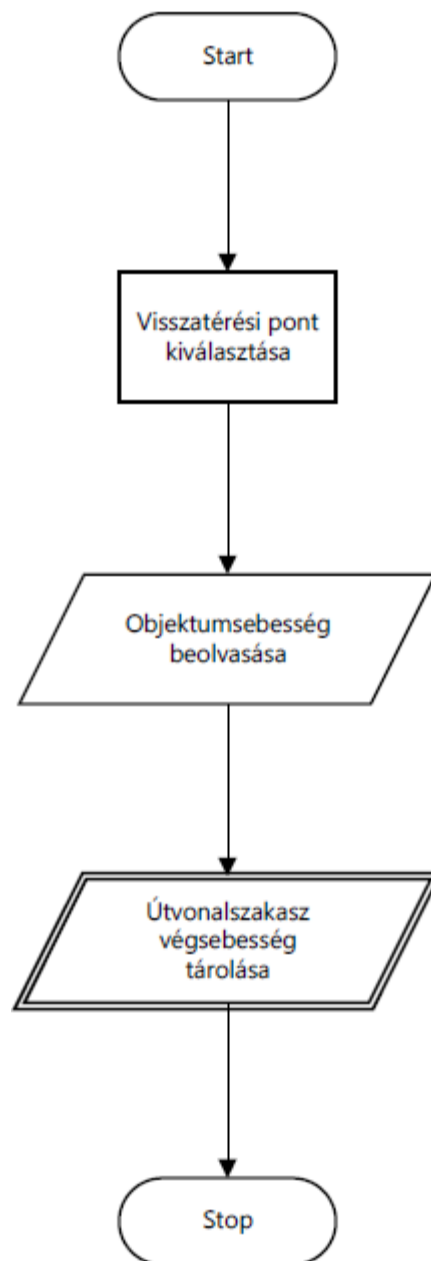 Start
Visszatérési pont
kiválasztása
Objektumsebesség
beolvasása
Útvonalszakasz
végsebesség
tárolása
Stop